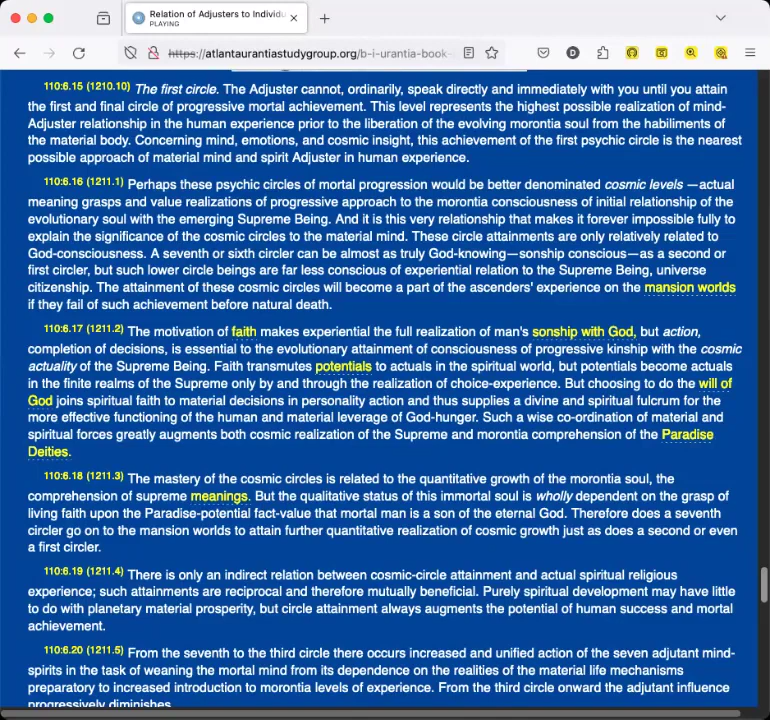 Relation of Adjusters to Individu
PLAYING
https://atlantaurantiastudygroup.org/b-i-urantia-book-
110:6.15 (1210.10) The first circle. The Adjuster cannot, ordinarily, speak directly and immediately with you until you attain
the first and final circle of progressive mortal achievement. This level represents the highest possible realization of mind-
Adjuster relationship in the human experience prior to the liberation of the evolving morontia soul from the habiliments of
the material body. Concerning mind, emotions, and cosmic insight, this achievement of the first psychic circle is the nearest
possible approach of material mind and spirit Adjuster in human experience.
110:6.16 (1211.1) Perhaps these psychic circles of mortal progression would be better denominated cosmic levels —actual
meaning grasps and value realizations of progressive approach to the morontia consciousness of initial relationship of the
evolutionary soul with the emerging Supreme Being. And it is this very relationship that makes it forever impossible fully to
explain the significance of the cosmic circles to the material mind. These circle attainments are only relatively related to
God-consciousness. A seventh or sixth circler can be almost as truly God-knowing—sonship conscious—as a second or
first circler, but such lower circle beings are far less conscious of experiential relation to the Supreme Being, universe
citizenship. The attainment of these cosmic circles will become a part of the ascenders' experience on the mansion worlds
if they fail of such achievement before natural death.
110:6.17 (1211.2) The motivation of faith makes experiential the full realization of man's sonship with God, but action,
completion of decisions, is essential to the evolutionary attainment of consciousness of progressive kinship with the cosmic
actuality of the Supreme Being. Faith transmutes potentials to actuals in the spiritual world, but potentials become actuals
in the finite realms of the Supreme only by and through the realization of choice-experience. But choosing to do the will of
God joins spiritual faith to material decisions in personality action and thus supplies a divine and spiritual fulcrum for the
more effective functioning of the human and material leverage of God-hunger. Such a wise co-ordination of material and
spiritual forces greatly augments both cosmic realization of the Supreme and morontia comprehension of the Paradise
Deities.
110:6.18 (1211.3) The mastery of the cosmic circles is related to the quantitative growth of the morontia soul, the
comprehension of supreme meanings. But the qualitative status of this immortal soul is wholly dependent on the grasp of
living faith upon the Paradise-potential fact-value that mortal man is a son of the eternal God. Therefore does a seventh
circler go on to the mansion worlds to attain further quantitative realization of cosmic growth just as does a second or even
a first circler.
110:6.19 (1211.4) There is only an indirect relation between cosmic-circle attainment and actual spiritual religious
experience; such attainments are reciprocal and therefore mutually beneficial. Purely spiritual development may have little
to do with planetary material prosperity, but circle attainment always augments the potential of human success and mortal
achievement.
110:6.20 (1211.5) From the seventh to the third circle there occurs increased and unified action of the seven adjutant mind-
spirits in the task of weaning the mortal mind from its dependence on the realities of the material life mechanisms
preparatory to increased introduction to morontia levels of experience. From the third circle onward the adjutant influence
progressively diminishes.